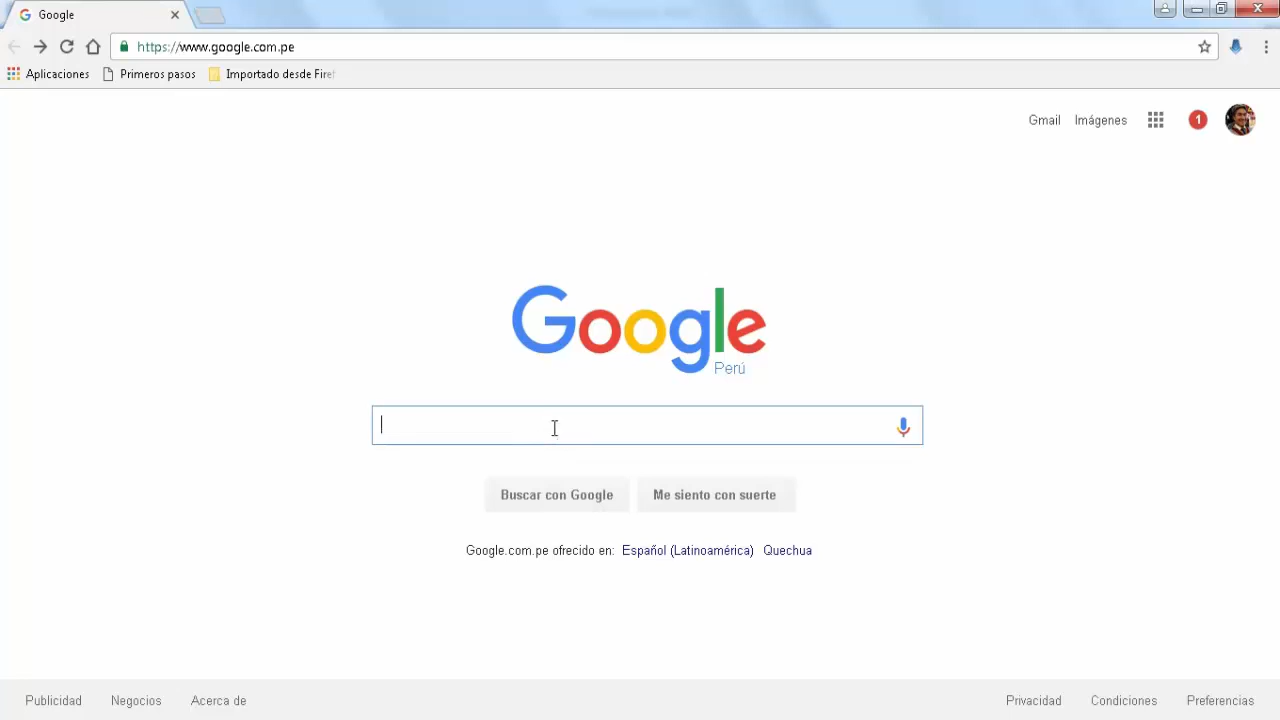 Google
https://www.google.com.pe
Aplicaciones Primeros pasos Importado desde Firef
Gmail Imágenes 1
Google
Perú
Buscar con Google Me siento con suerte
Google.com.pe ofrecido en: Español (Latinoamérica) Quechua
Publicidad Negocios Acerca de Privacidad Condiciones Preferencias